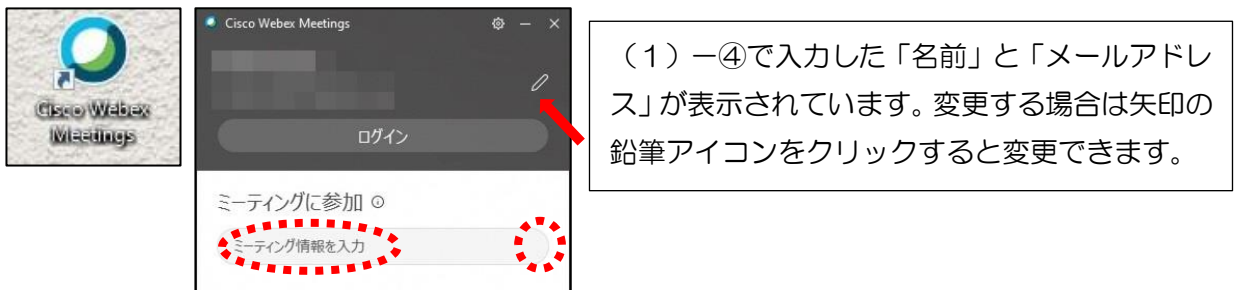 Cisco Webex
Meetings
Cisco Webex Meetings
ログイン
ミーティングに参加
ミーティング情報を入力
（１）－④で入力した「名前」と「メールアドレ
ス」が表示されています。変更する場合は矢印の
鉛筆アイコンをクリックすると変更できます。